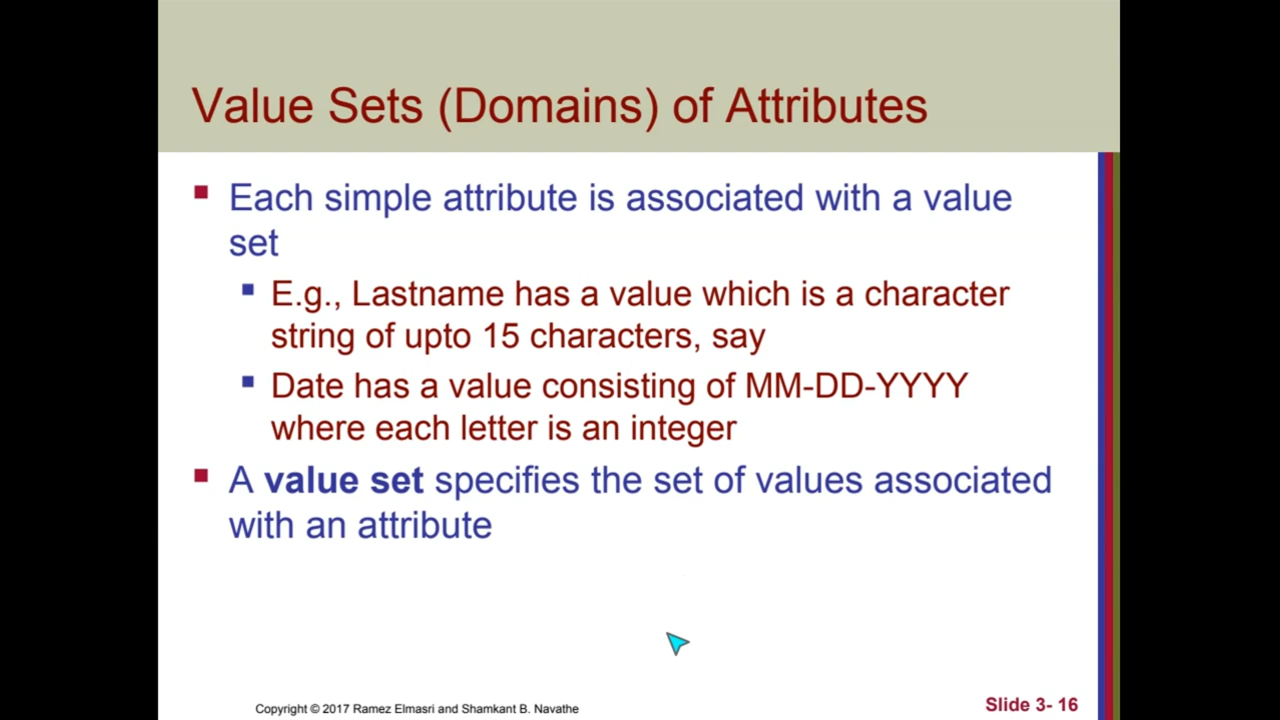 Value Sets (Domains) of Attributes
Each simple attribute is associated with a value
set
E.g., Lastname has a value which is a character
string of upto 15 characters, say
Date has a value consisting of MM-DD-YYYY
where each letter is an integer
A value set specifies the set of values associated
with an attribute
Copyright © 2017 Ramez Elmasri and Shamkant B. Navathe
Slide 3- 16